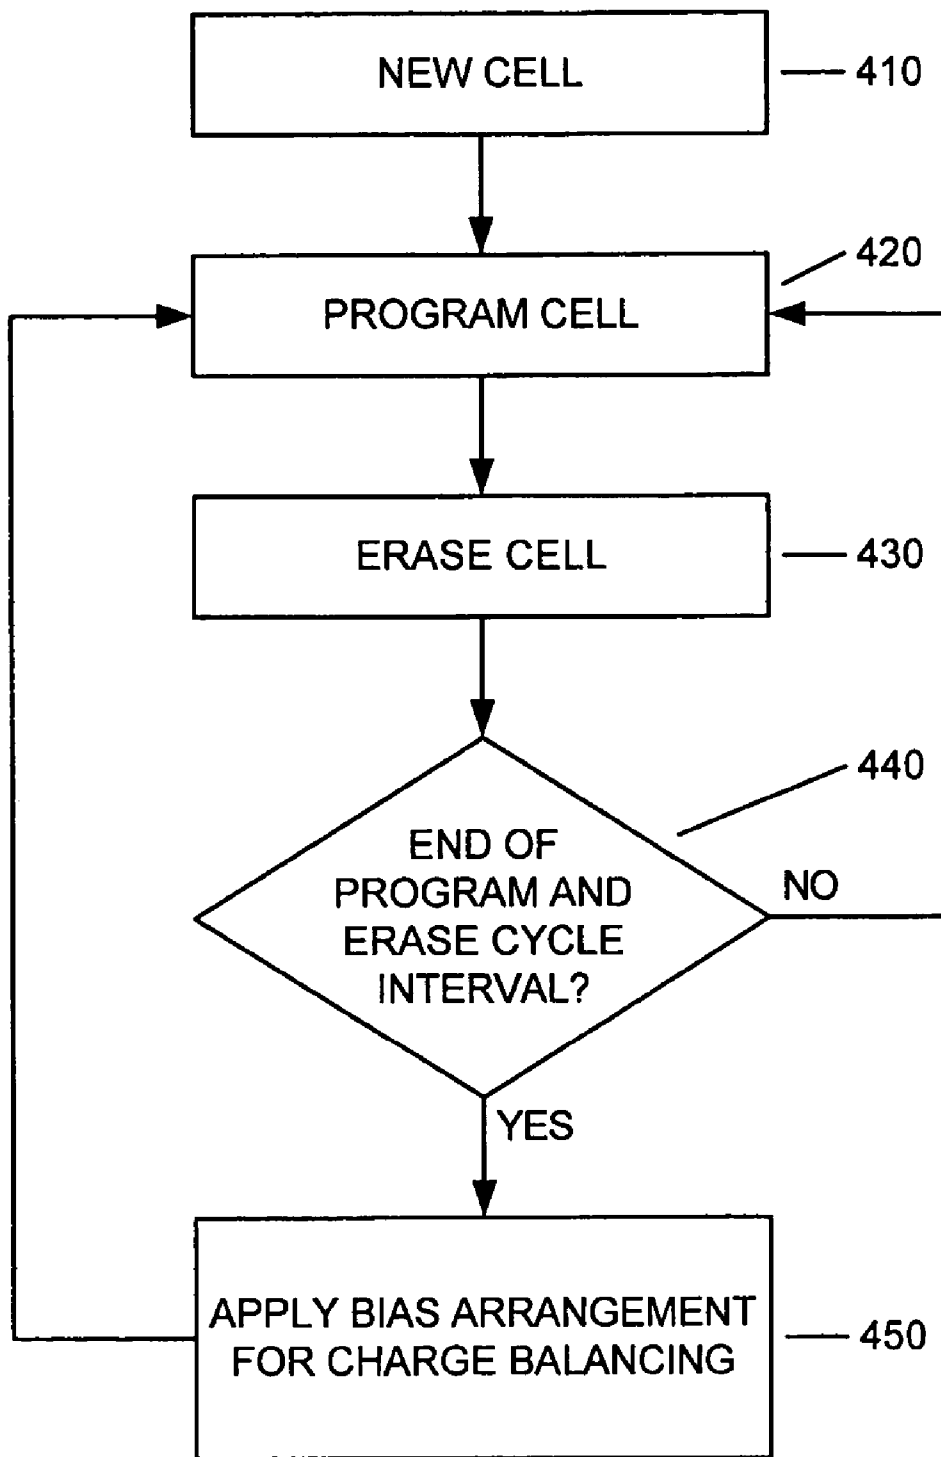 NEW CELL
410
420
PROGRAM CELL
ERASE CELL
430
440
END OF
PROGRAM AND
ERASE CYCLE
INTERVAL?
NO
YES
APPLY BIAS ARRANGEMENT
FOR CHARGE BALANCING
450